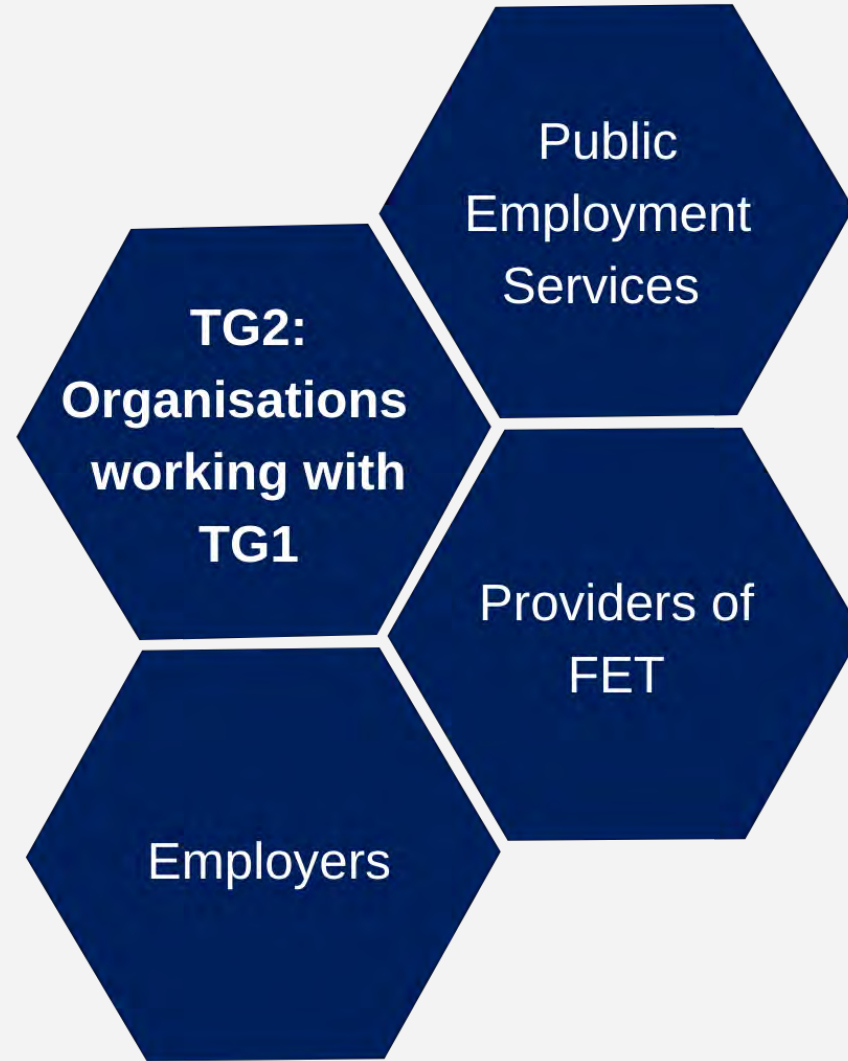 Public
Employment
Services
TG2:
Organisations
working with
TG1
Providers of
FET
Employers